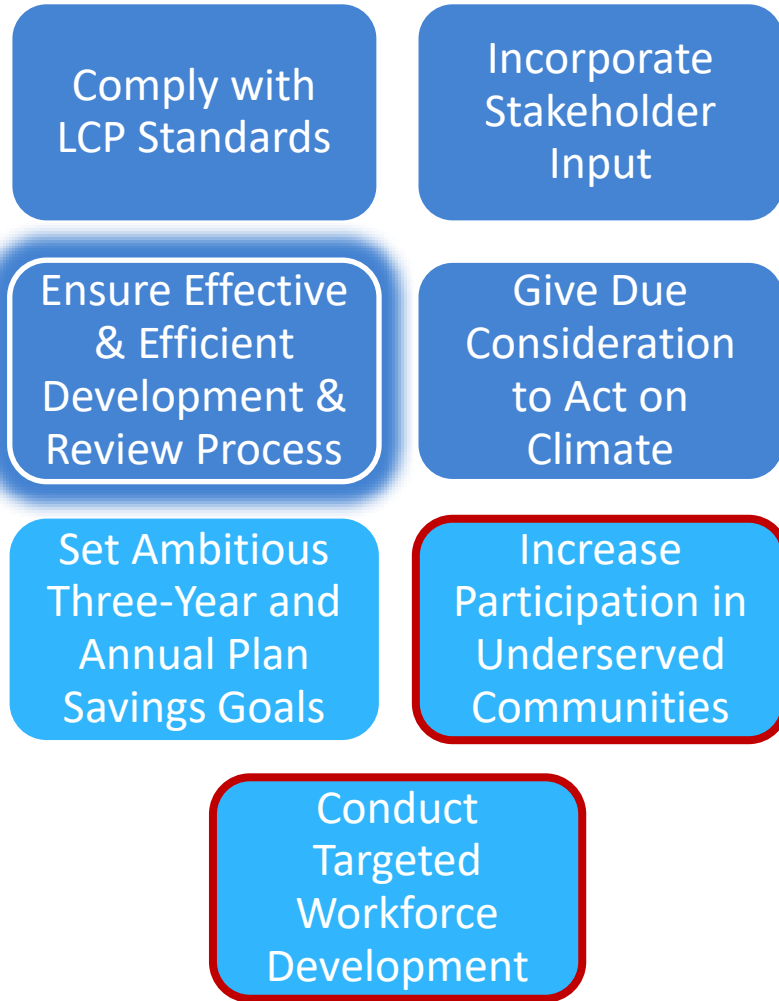 Comply with
LCP Standards
Incorporate
Stakeholder
Input
Ensure Effective
& Efficient
Development &
Review Process
Give Due
Consideration
to Act on
Climate
Set Ambitious
Three-Year and
Annual Plan
Savings Goals
Increase
Participation in
Underserved
Communities
Conduct
Targeted
Workforce
Development